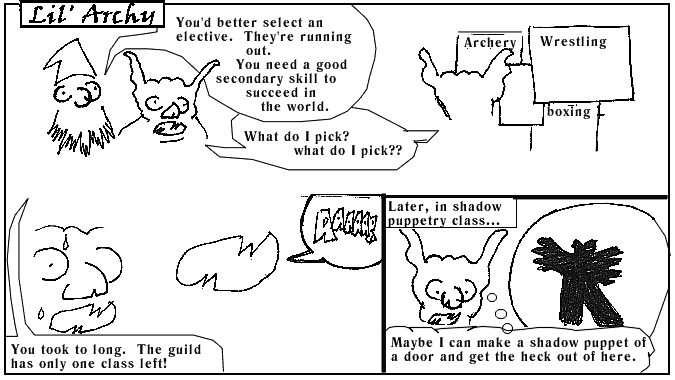 Lil' Archy
You'd better select an
elective. They're running
out.
You need a good
secondary skill to
succeed in
the world.
What do I pick?
what do I pick??
Archery
Wrestling
boxing
You took to long. The guild
has only one class left!
Later, in shadow
puppetry class...
Maybe I can make a shadow puppet of
a door and get the heck out of here.